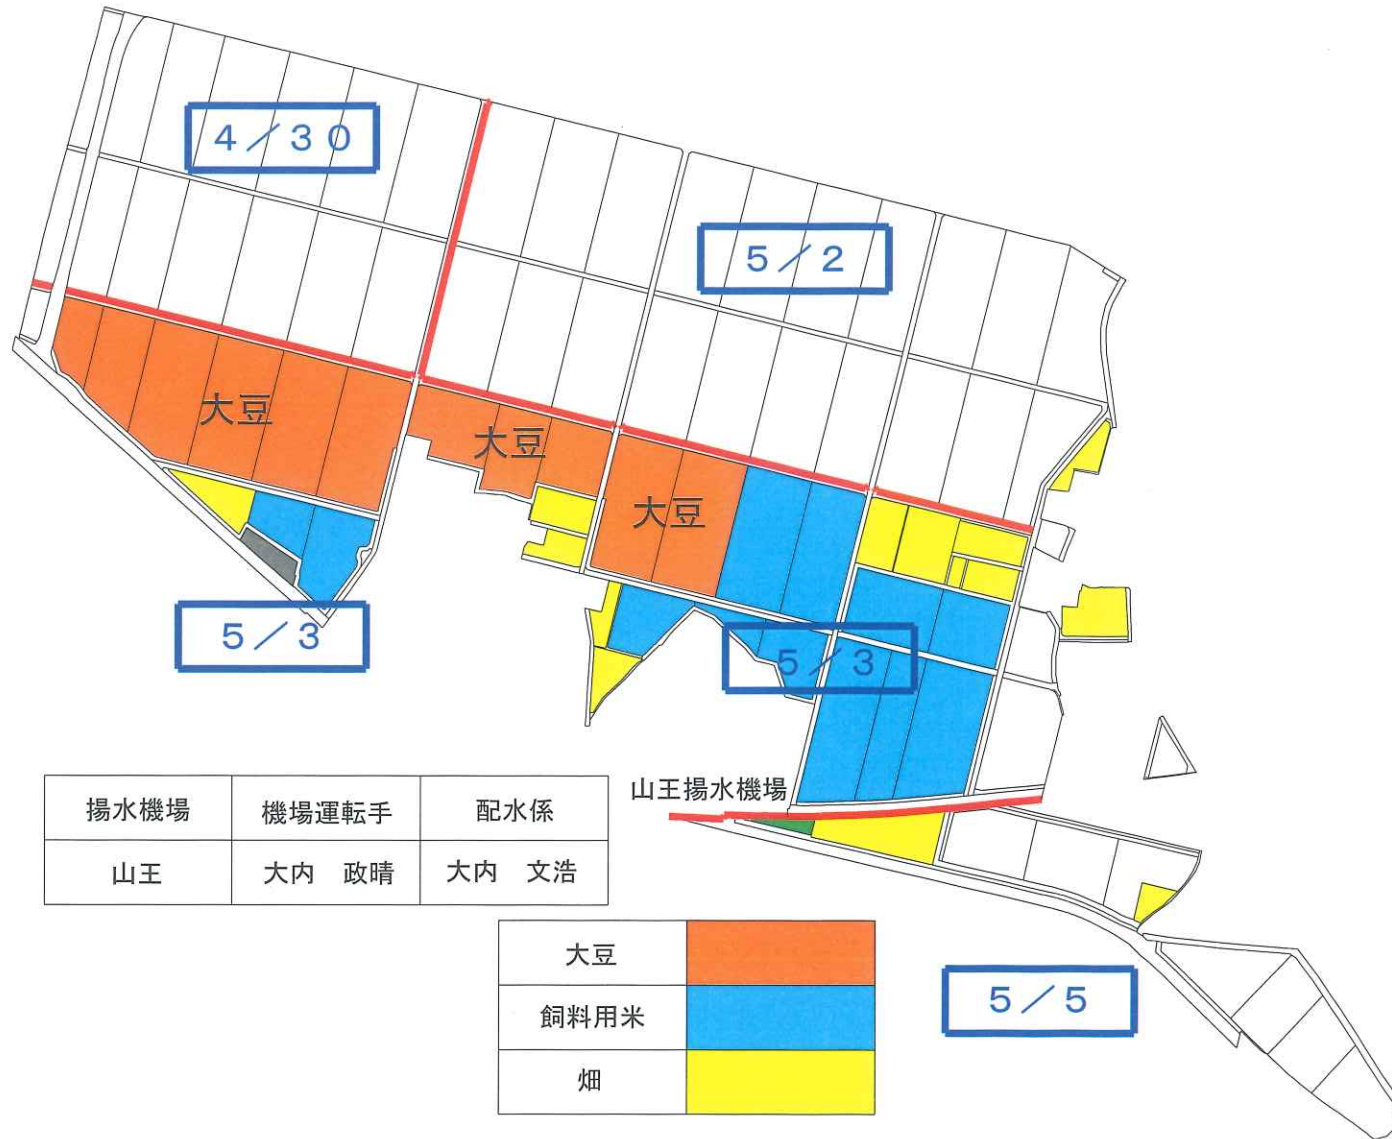 4／30
5／2
大豆
大豆
大豆
5／3
5／3
山王揚水機場
揚水機場 機場運転手 配水係
山王 大内　政晴 大内　文浩
大豆
飼料用米
畑
5／5